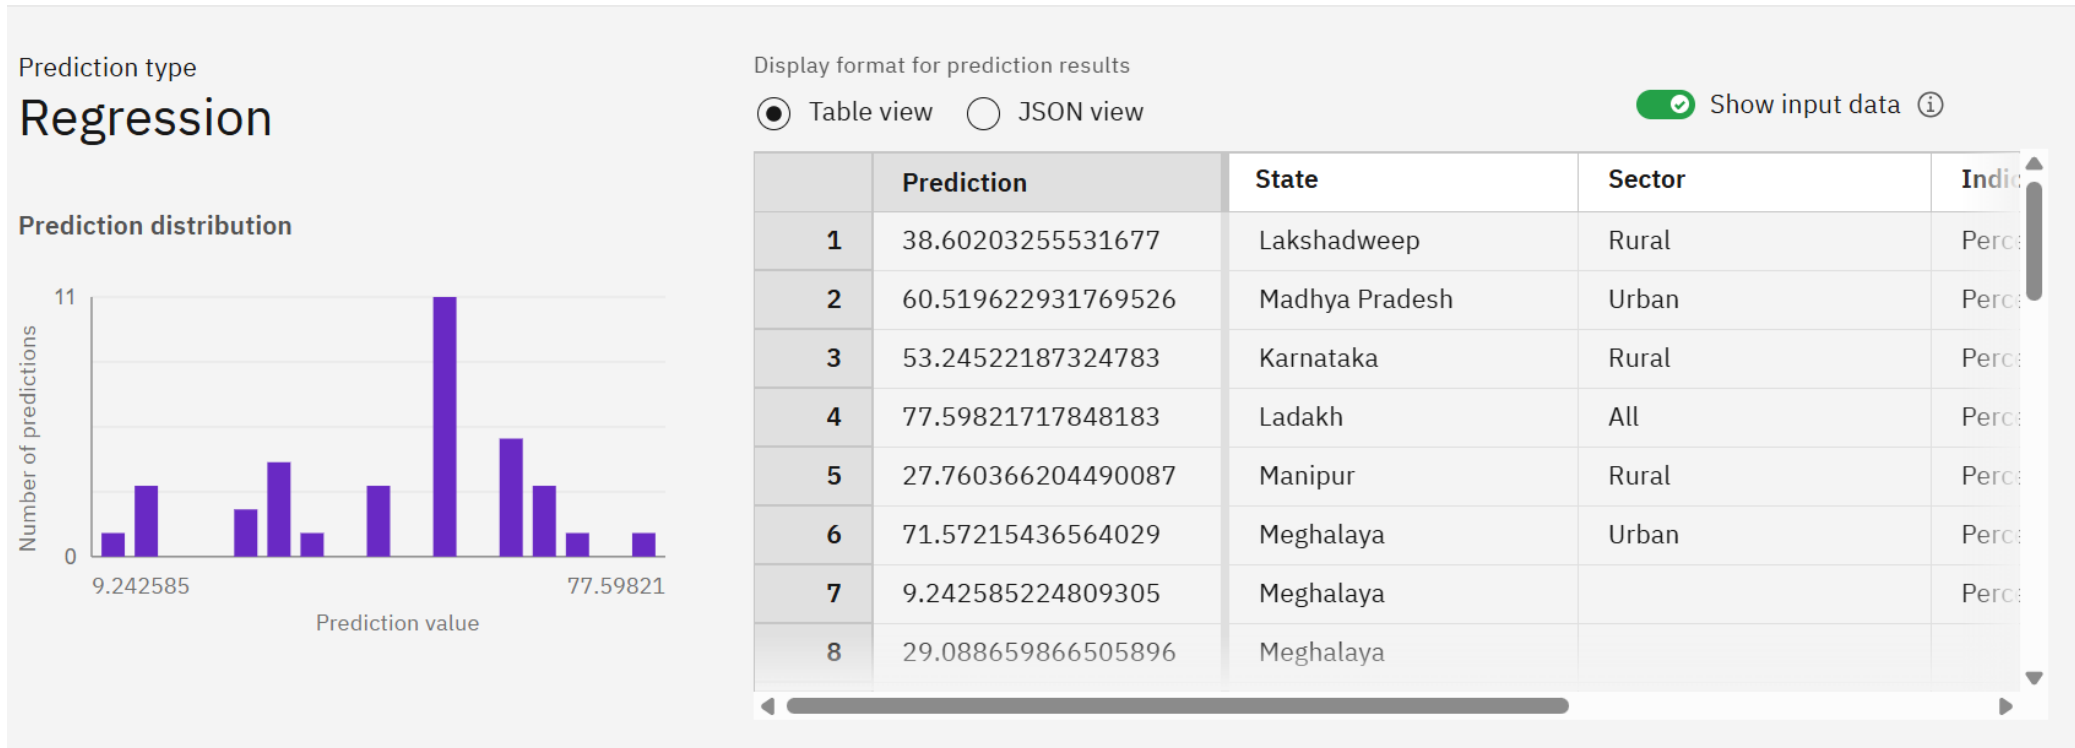 Prediction type
Regression
Prediction distribution
11
Number of predictions
0
9.242585
77.59821
Prediction value
Display format for prediction results
Table view
JSON view
Show input data
Prediction State Sector
1 38.60203255531677 Lakshadweep Rural
2 60.519622931769526 Madhya Pradesh Urban
3 53.24522187324783 Karnataka Rural
4 77.59821717848183 Ladakh All
5 27.760366204490087 Manipur Rural
6 71.57215436564029 Meghalaya Urban
7 9.242585224809305 Meghalaya
8 29.088659866505896 Meghalaya